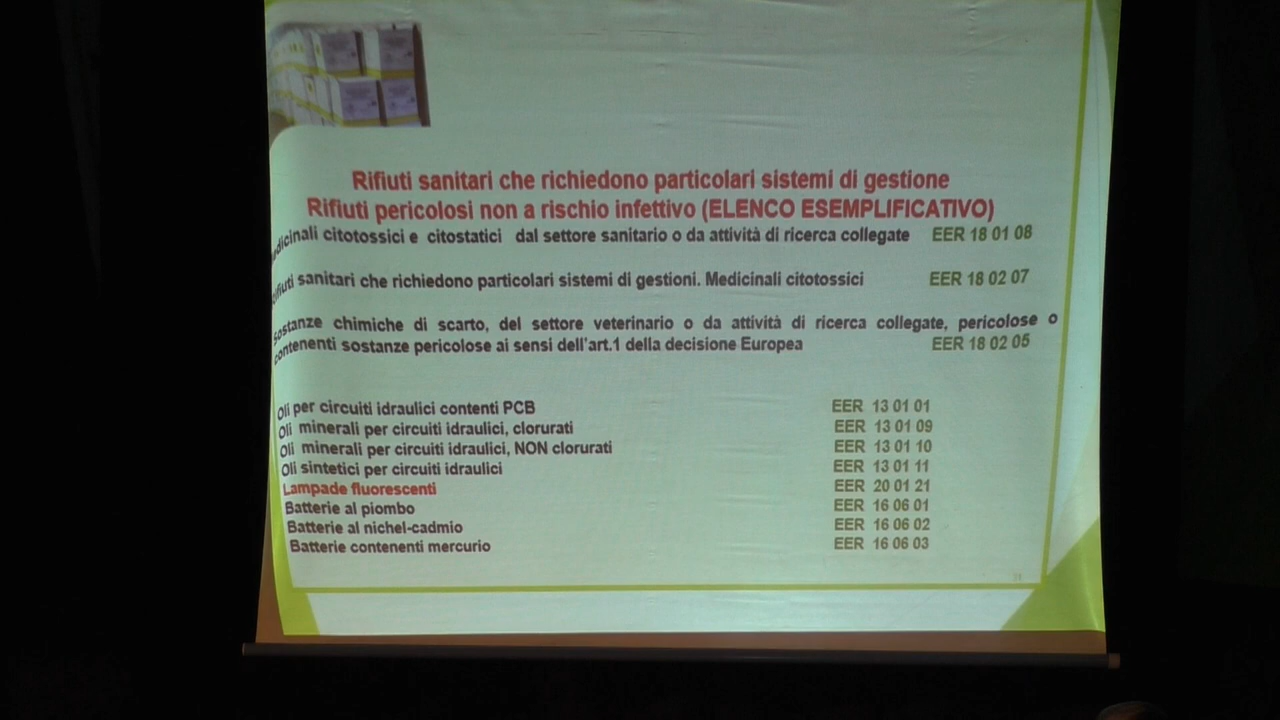 Rifiuti sanitari che richiedono particolari sistemi di gestione
Rifiuti pericolosi non a rischio infettivo (ELENCO ESEMPLIFICATIVO)
Medicinali citotossici e citostatici dal settore sanitario o da attività di ricerca collegate EER 18 01 08
Rifiuti sanitari che richiedono particolari sistemi di gestioni. Medicinali citotossici EER 18 02 07
Sostanze chimiche di scarto, del settore veterinario o da attività di ricerca collegate, pericolose o
contenenti sostanze pericolose ai sensi dell'art.1 della decisione Europea EER 18 02 05
Oli per circuiti idraulici contenti PCB EER 13 01 01
Oli minerali per circuiti idraulici, clorurati EER 13 01 09
Oli minerali per circuiti idraulici, NON clorurati EER 13 01 10
Oli sintetici per circuiti idraulici EER 13 01 11
Lampade fluorescenti EER 20 01 21
Batterie al piombo EER 16 06 01
Batterie al nichel-cadmio EER 16 06 02
Batterie contenenti mercurio EER 16 06 03